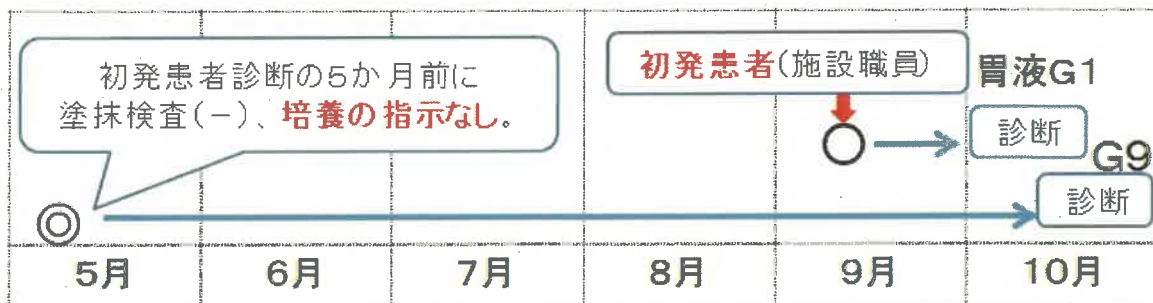 初発患者診断の5か月前に
塗抹検査(−)、培養の指示なし。
初発患者(施設職員)
胃液G1
診断
G9
診断
5月
6月
7月
8月
9月
10月